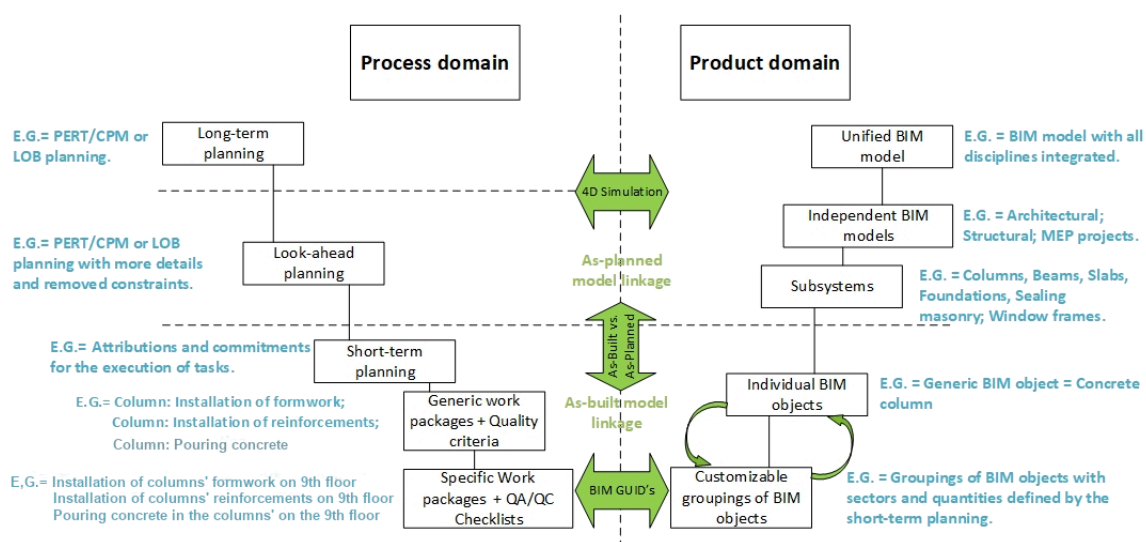 Process domain
Product domain
E.G.= PERT/CPM or
LOB planning.
Long-term
planning
Unified BIM
model
E.G. = BIM model with all
disciplines integrated.
4D Simulation
E.G.= PERT/CPM or LOB
planning with more details
and removed constraints.
Look-ahead
planning
As-planned
model linkage
Independent BIM
models
E.G. = Architectural;
Structural; MEP projects.
Subsystems
E.G. = Columns, Beams, Slabs,
Foundations, Sealing
masonry; Window frames.
E.G.= Attributions and commitments
for the execution of tasks.
Short-term
planning
As-Built vs.
As-Planned
As-built model
linkage
Individual BIM
objects
E.G. = Generic BIM object = Concrete
column
E.G.= Column: Installation of formwork;
Column: Installation of reinforcements;
Column: Pouring concrete
Generic work
packages + Quality
criteria
E,G.= Installation of columns' formwork on 9th floor
Installation of columns' reinforcements on 9th floor
Pouring concrete in the columns' on the 9th floor
Specific Work
packages + QA/QC
Checklists
BIM GUID's
Customizable
groupings of BIM
objects
E.G. = Groupings of BIM objects with
sectors and quantities defined by the
short-term planning.